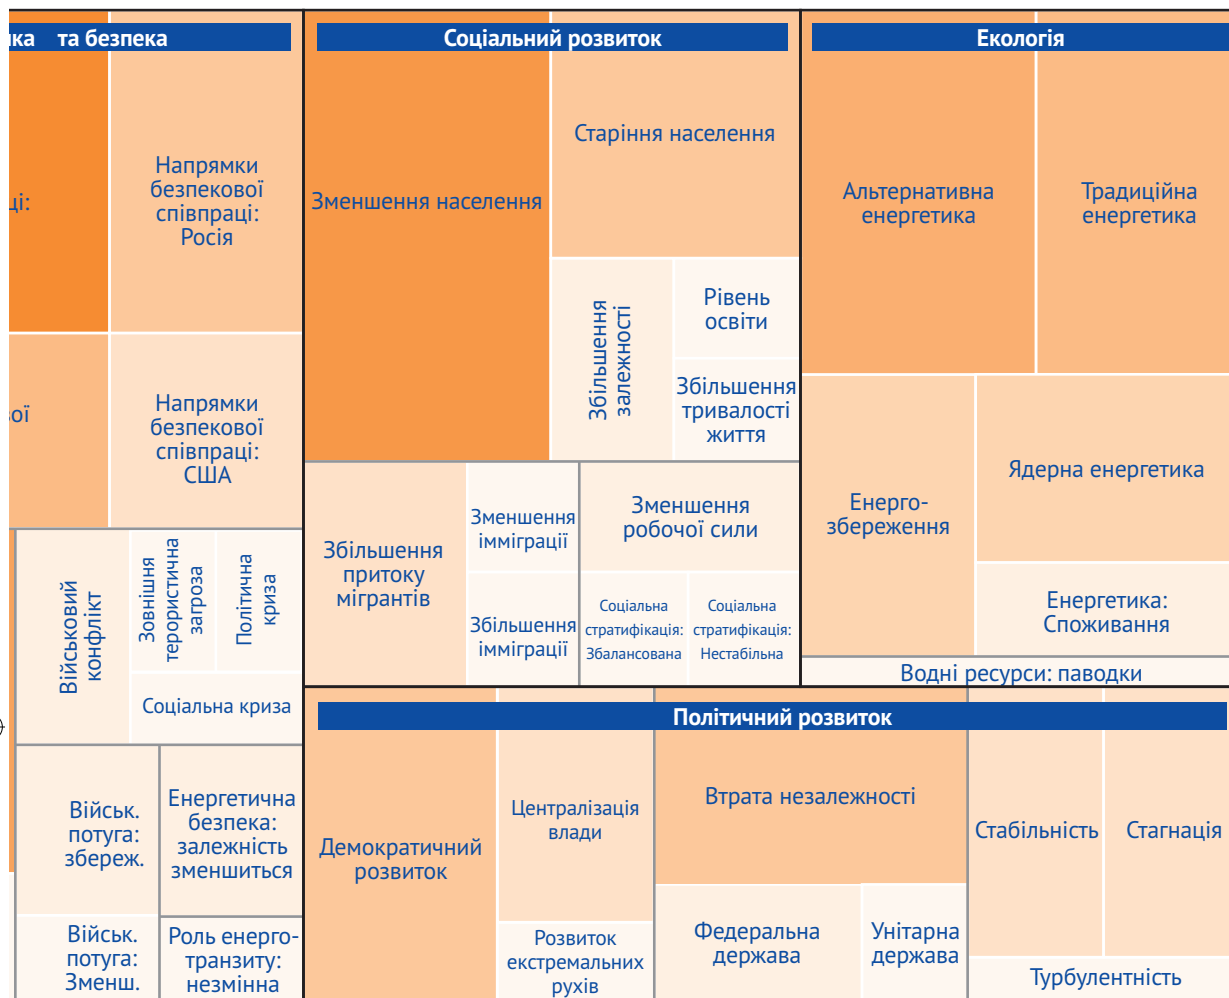 та безпека
Напрямки
безпекової
співпраці:
Росія
Напрямки
безпекової
співпраці:
США
Військовий
конфлікт
Зовнішня
терористична
загроза
Політична
криза
Соціальна криза
Військ.
потуга:
збереж.
Енергетична
безпека:
залежність
зменшиться
Військ.
потуга:
Зменш.
Роль енерго-
транзиту:
незмінна
Соціальний розвиток
Зменшення населення
Старіння населення
Збільшення
залежності
Рівень
освіти
Збільшення
тривалості
життя
Збільшення
притоку
мігрантів
Зменшення
імміграції
Збільшення
імміграції
Зменшення
робочої сили
Соціальна
стратифікація:
Збалансована
Соціальна
стратифікація:
Нестабільна
Екологія
Альтернативна
енергетика
Традиційна
енергетика
Енерго-
збереження
Ядерна енергетика
Енергетика:
Споживання
Водні ресурси: паводки
Політичний розвиток
Демократичний
розвиток
Централізація
влади
Розвиток
екстремальних
рухів
Втрата незалежності
Федеральна
держава
Унітарна
держава
Стабільність
Стагнація
Турбулентність